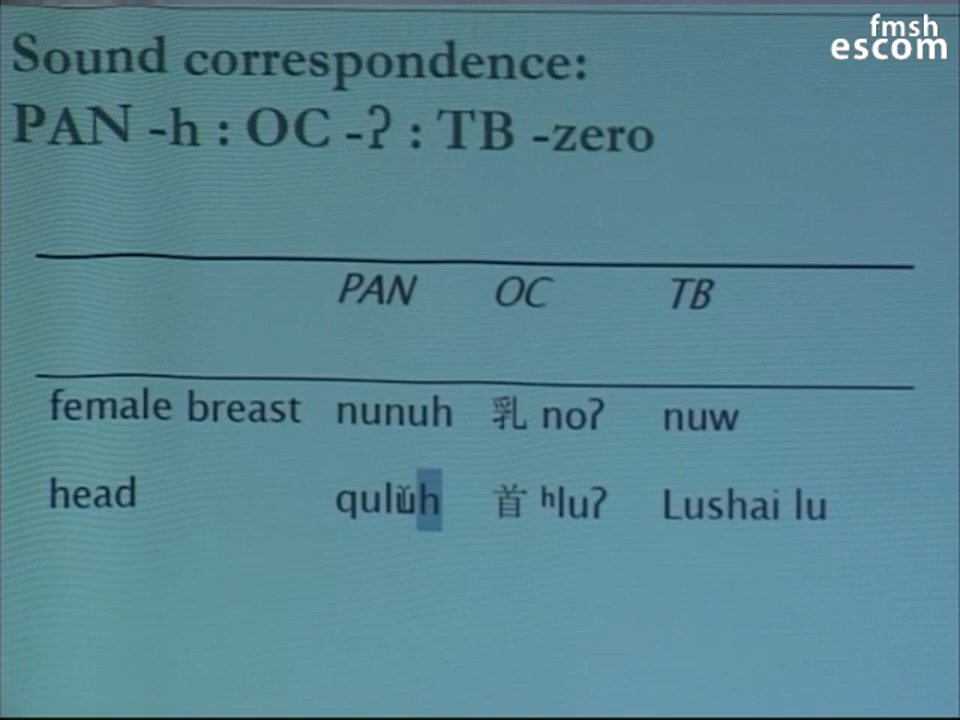 fmsh
escom
Sound correspondence:
PAN -h : OC -ʔ : TB -zero
PAN OC TB
female breast nunuh 乳 noʔ nuw
head quluh 首 ʰluʔ Lushai lu